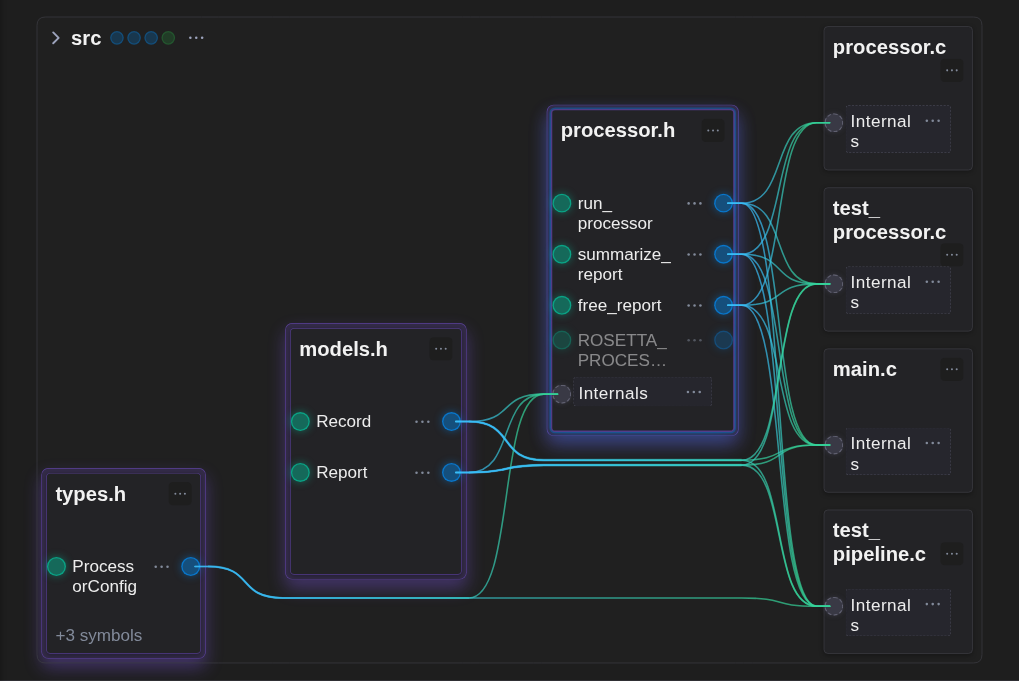 src
processor.c
Internal
s
processor.h
run_
processor
summarize_
report
free_report
ROSETTA_
PROCES…
Internals
test_
processor.c
Internal
s
models.h
Record
Report
main.c
Internal
s
types.h
Process
orConfig
+3 symbols
test_
pipeline.c
Internal
s